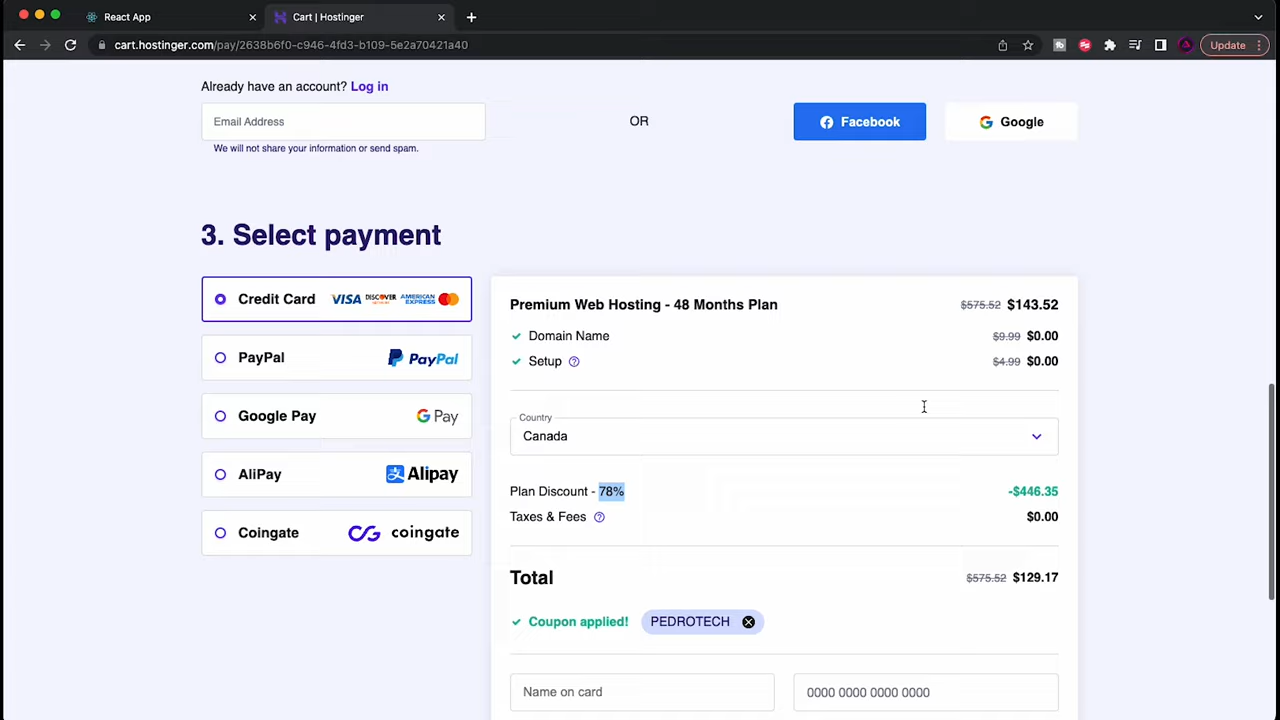 React App
Cart | Hostinger
cart.hostinger.com/pay/2638b6f0-c946-4fd3-b109-5e2a70421a40
Update
Already have an account? Log in
Email Address
OR
Facebook
Google
We will not share your information or send spam.
3. Select payment
Credit Card VISA DISCOVER AMERICAN EXPRESS
PayPal PayPal
Google Pay G Pay
AliPay Alipay
Coingate coingate
Premium Web Hosting - 48 Months Plan $575.52 $143.52
Domain Name $9.99 $0.00
Setup $4.99 $0.00
Country
Canada
Plan Discount - 78% -$446.35
Taxes & Fees $0.00
Total $575.52 $129.17
Coupon applied! PEDROTECH
Name on card
0000 0000 0000 0000